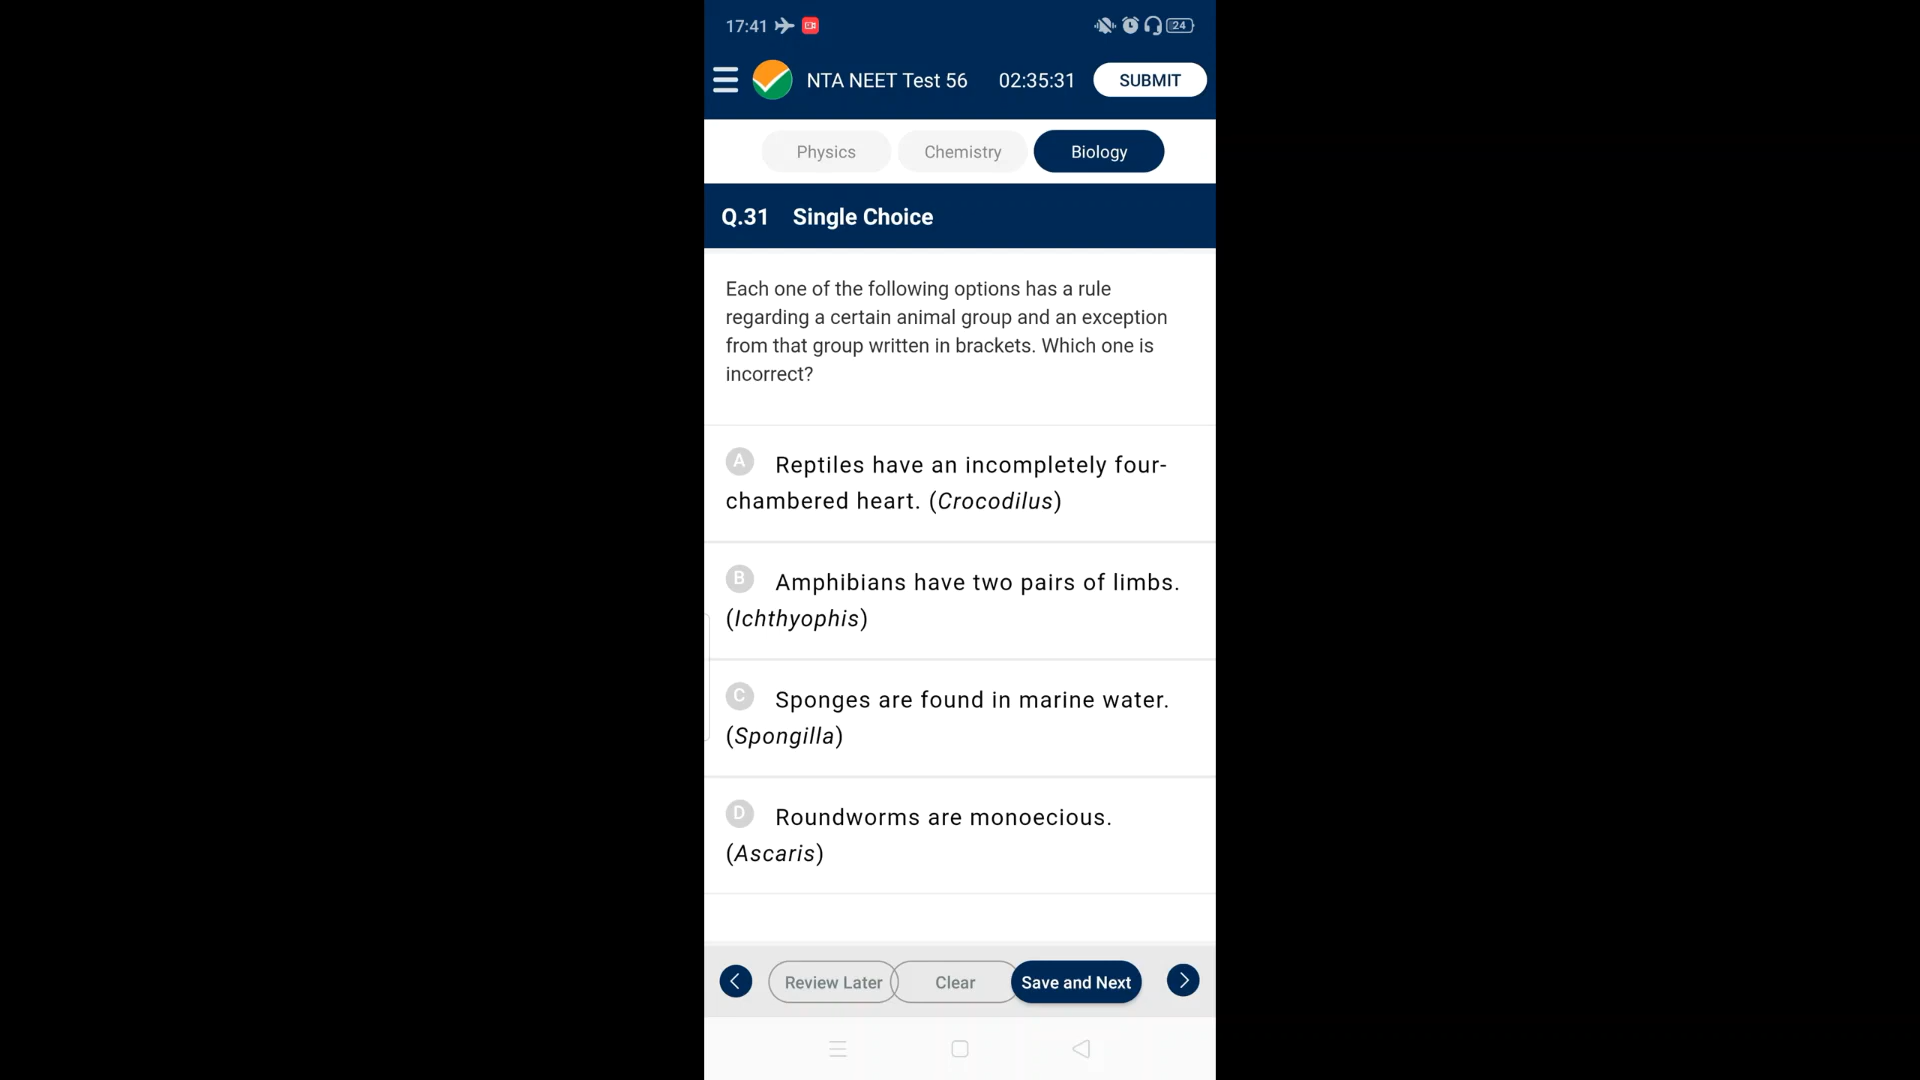 17:41 24
NTA NEET Test 56 02:35:31 SUBMIT
Physics Chemistry Biology
Q.31 Single Choice
Each one of the following options has a rule
regarding a certain animal group and an exception
from that group written in brackets. Which one is
incorrect?
A Reptiles have an incompletely four-
chambered heart. (Crocodilus)
B Amphibians have two pairs of limbs.
(Ichthyophis)
C Sponges are found in marine water.
(Spongilla)
D Roundworms are monoecious.
(Ascaris)
Review Later Clear Save and Next